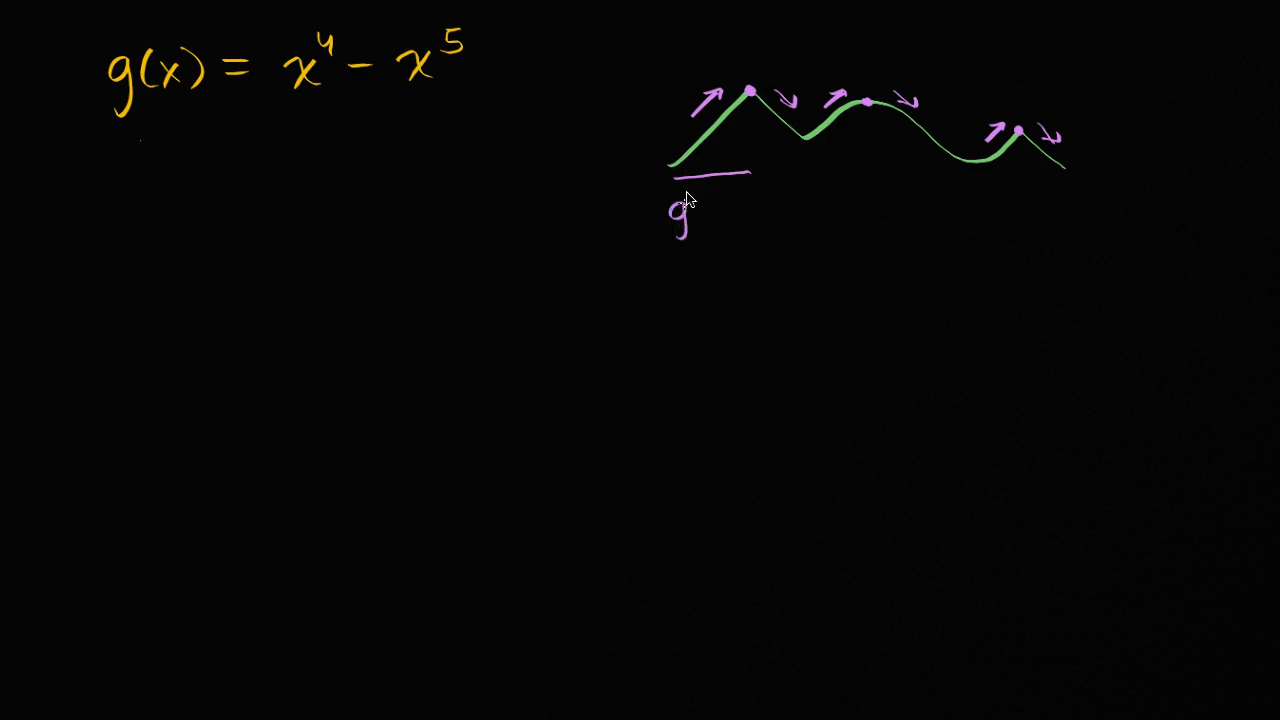 g(x) = x⁴ - x⁵
g